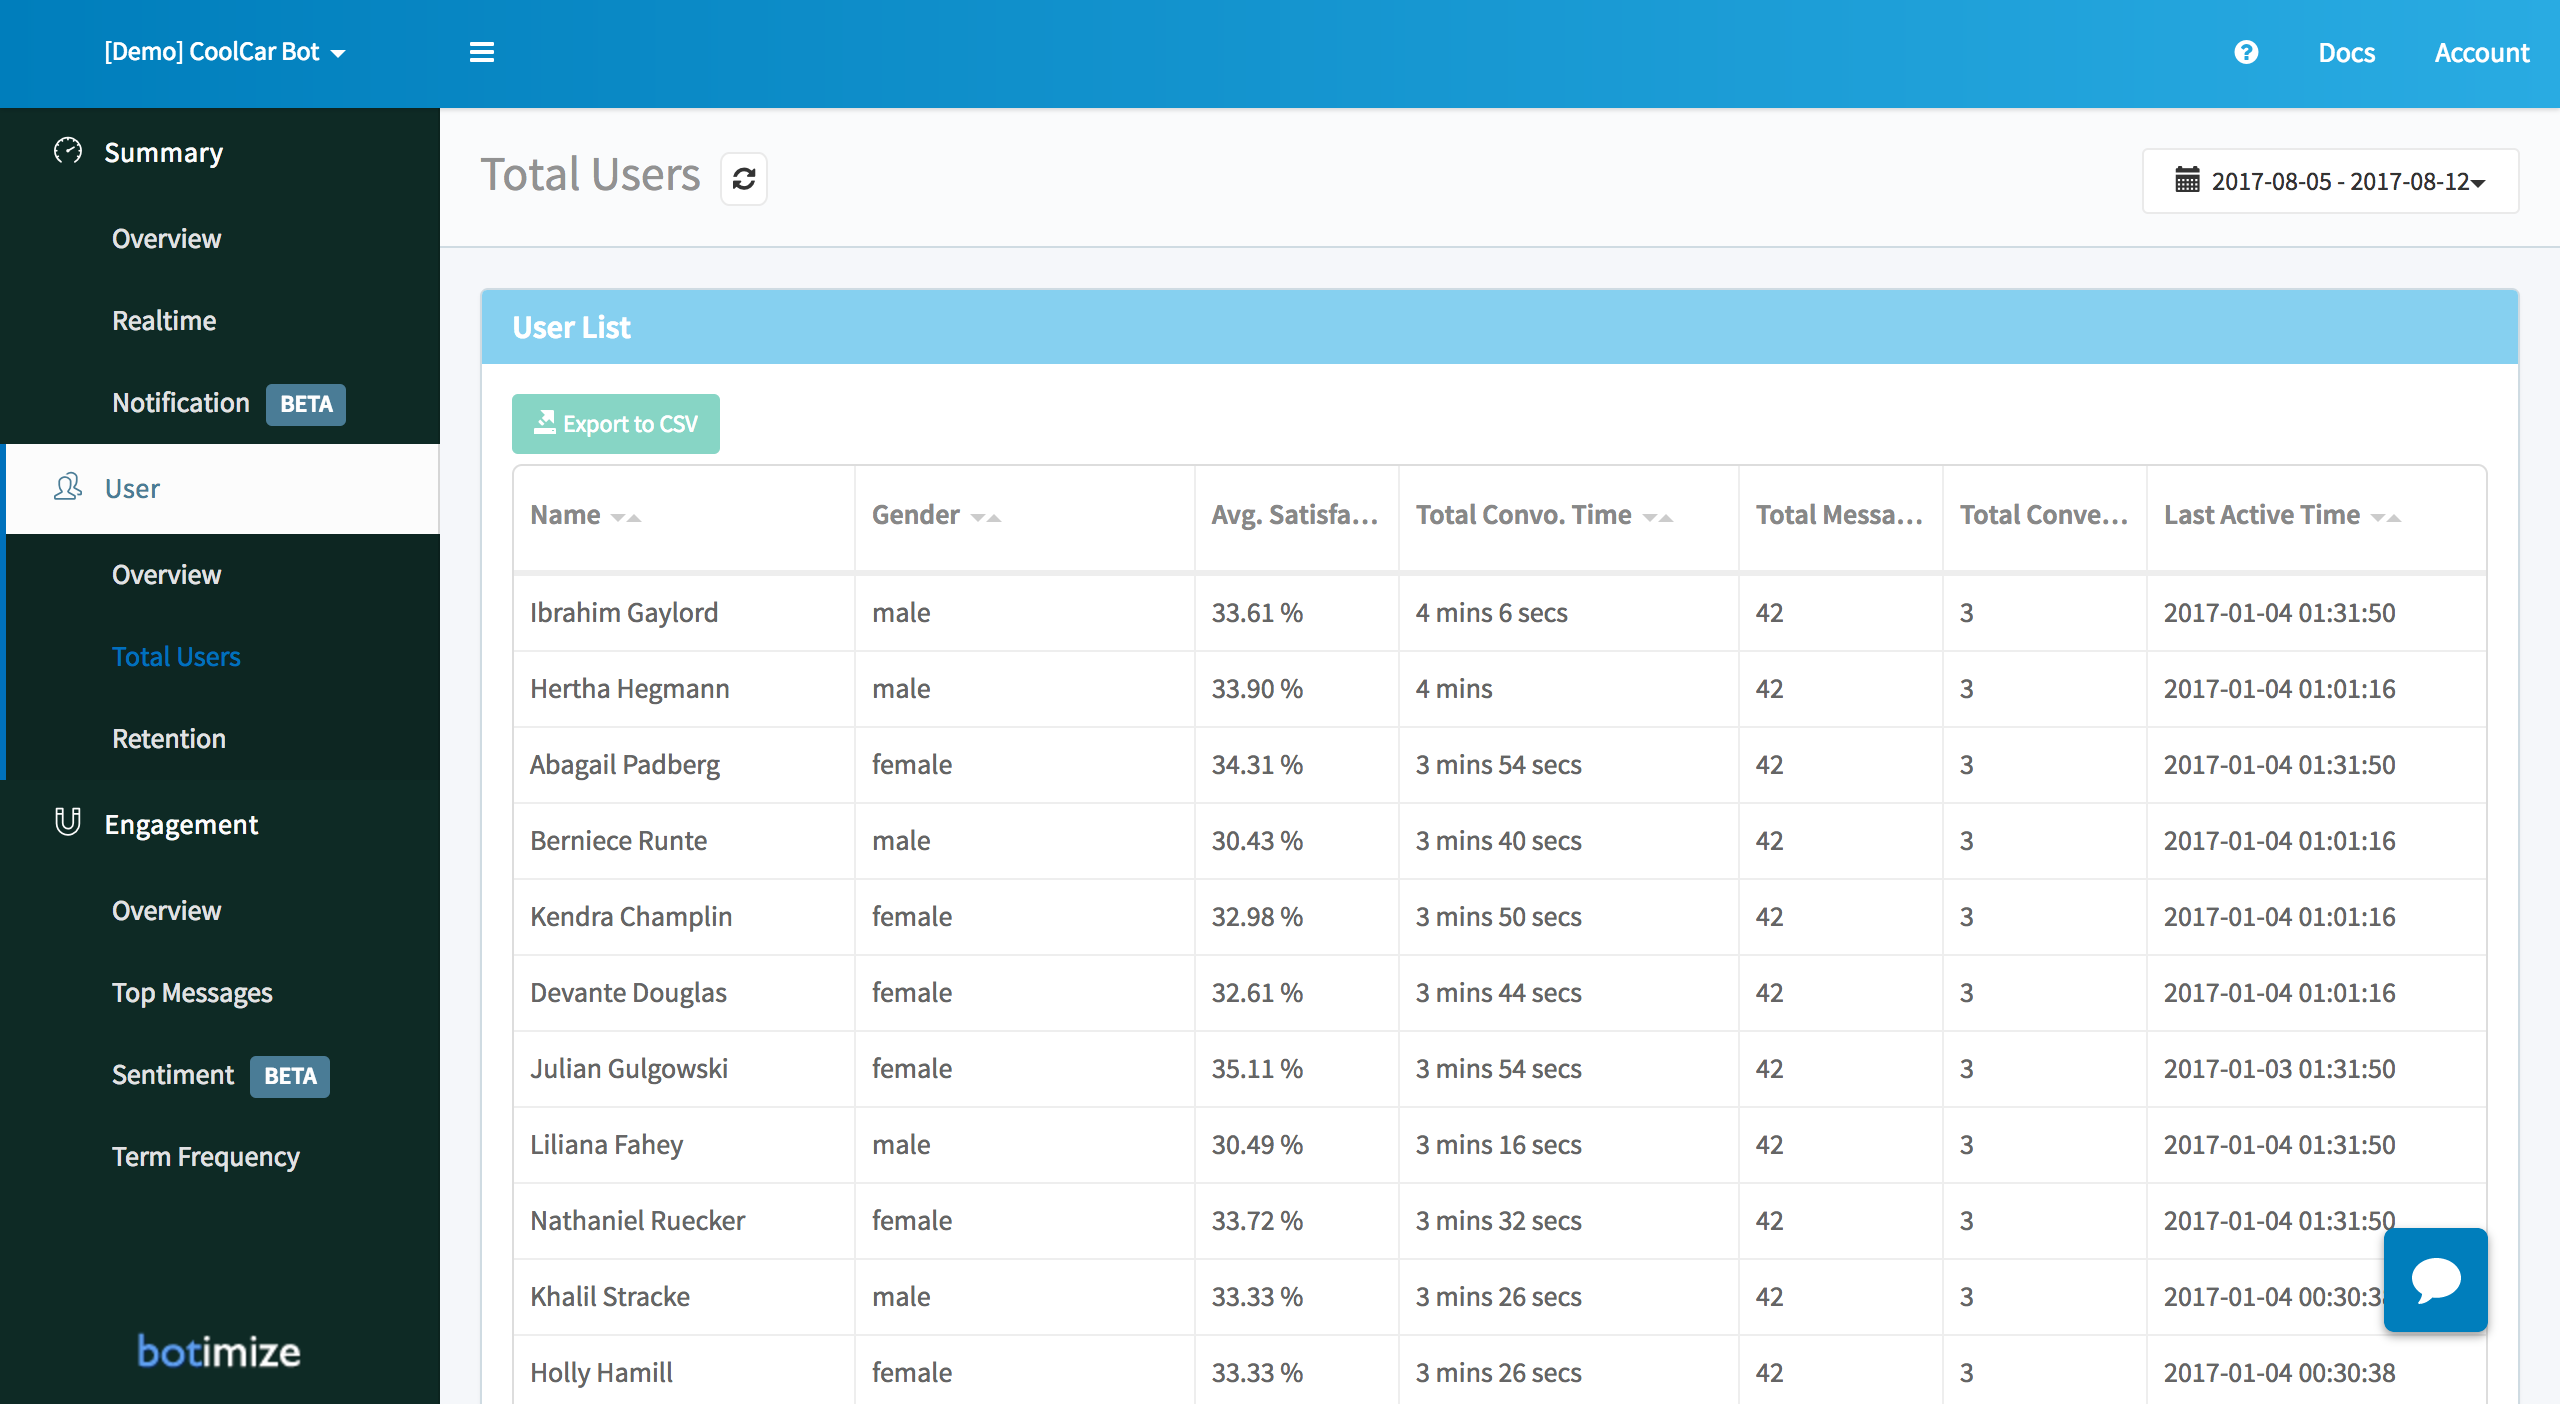 [Demo] CoolCar Bot
Docs
Account
Summary
Overview
Realtime
Notification BETA
User
Overview
Total Users
Retention
Engagement
Overview
Top Messages
Sentiment BETA
Term Frequency
botimize
Total Users
2017-08-05 - 2017-08-12
User List
Export to CSV
Name Gender Avg. Satisfa... Total Convo. Time Total Messa... Total Conve... Last Active Time
Ibrahim Gaylord male 33.61 % 4 mins 6 secs 42 3 2017-01-04 01:31:50
Hertha Hegmann male 33.90 % 4 mins 42 3 2017-01-04 01:01:16
Abagail Padberg female 34.31 % 3 mins 54 secs 42 3 2017-01-04 01:31:50
Berniece Runte male 30.43 % 3 mins 40 secs 42 3 2017-01-04 01:01:16
Kendra Champlin female 32.98 % 3 mins 50 secs 42 3 2017-01-04 01:01:16
Devante Douglas female 32.61 % 3 mins 44 secs 42 3 2017-01-04 01:01:16
Julian Gulgowski female 35.11 % 3 mins 54 secs 42 3 2017-01-03 01:31:50
Liliana Fahey male 30.49 % 3 mins 16 secs 42 3 2017-01-04 01:31:50
Nathaniel Ruecker female 33.72 % 3 mins 32 secs 42 3 2017-01-04 01:31:50
Khalil Stracke male 33.33 % 3 mins 26 secs 42 3 2017-01-04
Holly Hamill female 33.33 % 3 mins 26 secs 42 3 2017-01-04 00:30:38